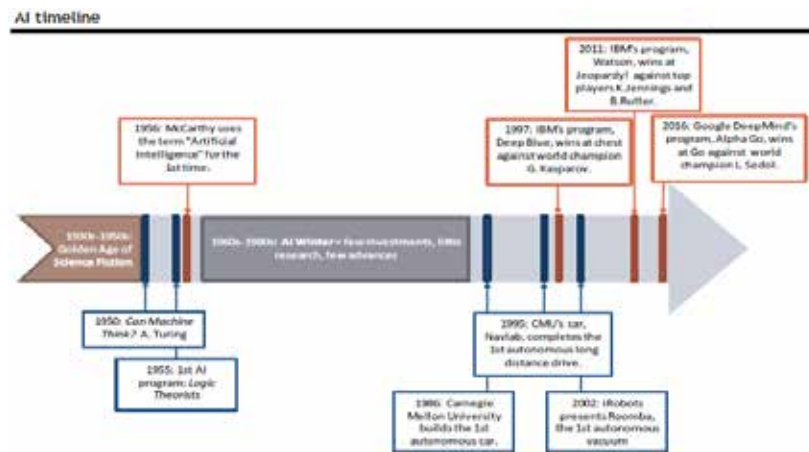 AI timeline
2011: IBM's program,
Watson, wins at
Jeopardy! against top
players K.Jennings and
B.Rutter.
1956: McCarthy uses
the term "Artificial
Intelligence" for the
1st time.
1997: IBM's program,
Deep Blue, wins at chest
against world champion
G. Kasparov.
2016: Google DeepMind's
program, Alpha Go, wins
at Go against world
champion L. Sedol.
Golden Age of
Science Fiction
1960s-1980s: AI Winter - few investments, little
research, few advances
1950: Can Machine
Think? A. Turing
1955: 1st AI
program: Logic
Theorists
1995: CMU's car,
Navlab, completes the
1st autonomous long
distance drive.
1986: Carnegie
Mellon University
builds the 1st
autonomous car.
2002: iRobots
presents Roomba,
the 1st autonomous
vacuum